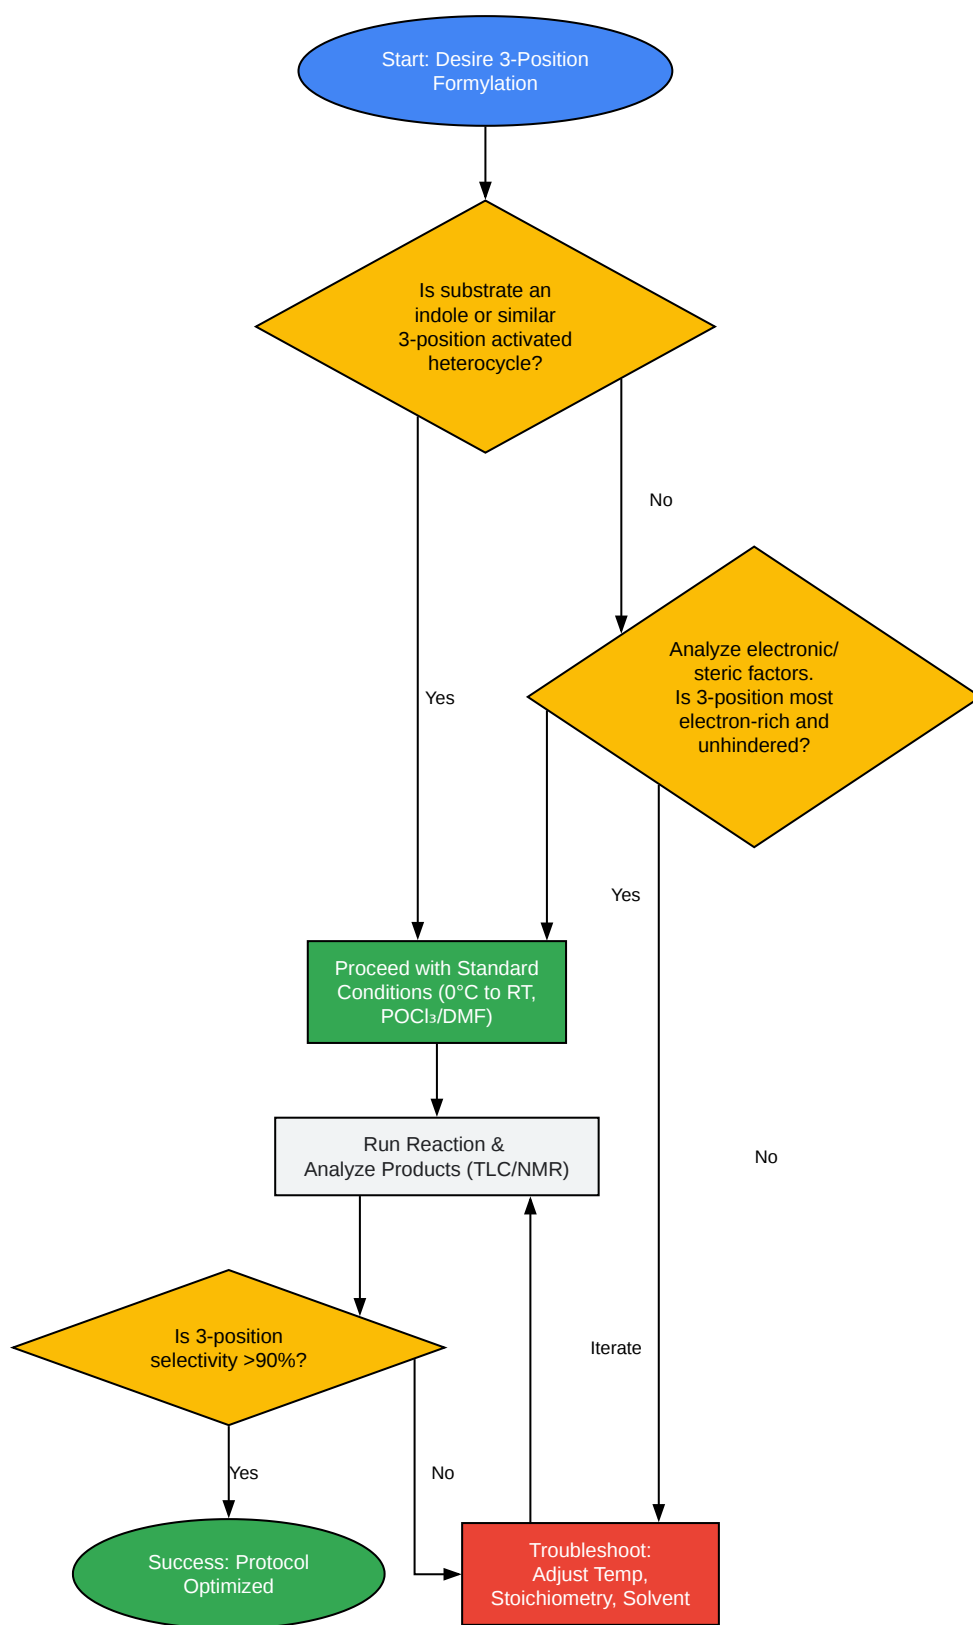 Start: Desire 3-Position
Formylation
Is substrate an
indole or similar
3-position activated
heterocycle?
No
Analyze electronic/
steric factors.
Is 3-position most
electron-rich and
unhindered?
Yes
Yes
Proceed with Standard
Conditions (0°C to RT,
POCl₃/DMF)
Run Reaction &
Analyze Products (TLC/NMR)
No
Is 3-position
selectivity >90%?
Iterate
Yes
No
Success: Protocol
Optimized
Troubleshoot:
Adjust Temp,
Stoichiometry, Solvent